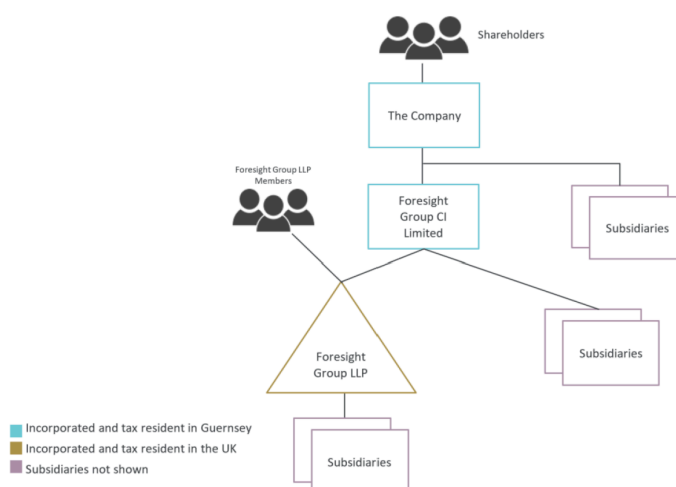 Shareholders
The Company
Foresight Group LLP
Members
Foresight
Group CI
Limited
Subsidiaries
Subsidiaries
Foresight
Group LLP
Incorporated and tax resident in Guernsey
Incorporated and tax resident in the UK
Subsidiaries not shown
Subsidiaries